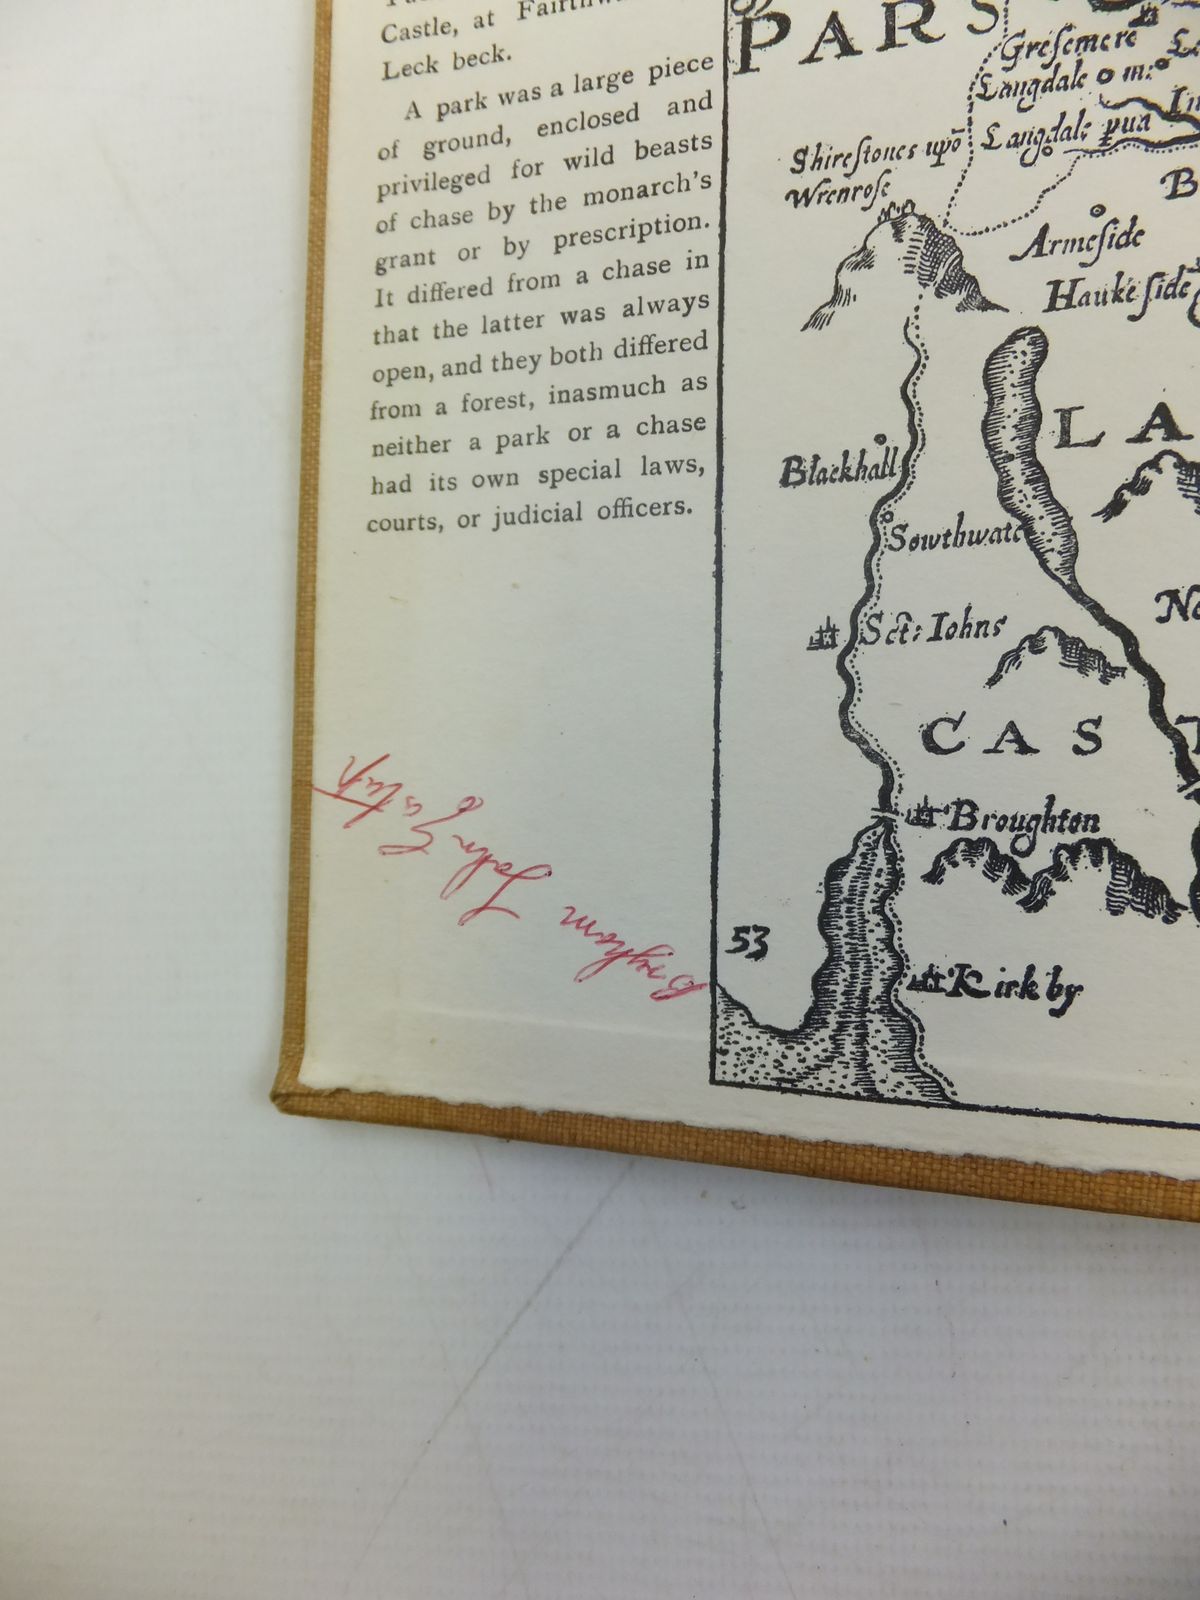 Castle, at
Leck beck.
A park was a large piece
of ground, enclosed and
privileged for wild beasts
of chase by the monarch's
grant or by prescription.
It differed from a chase in
that the latter was always
open, and they both differed
from a forest, inasmuch as
neither a park or a chase
had its own special laws,
courts, or judicial officers.
PARS
Gresemere
Langdale m:
Langdale
Shirestones upō
Wrenrose
Armeside
Haukeside
LA
Blackhall
Sowthwate
Sct: Iohns
CAST
Broughton
53
Kirkby